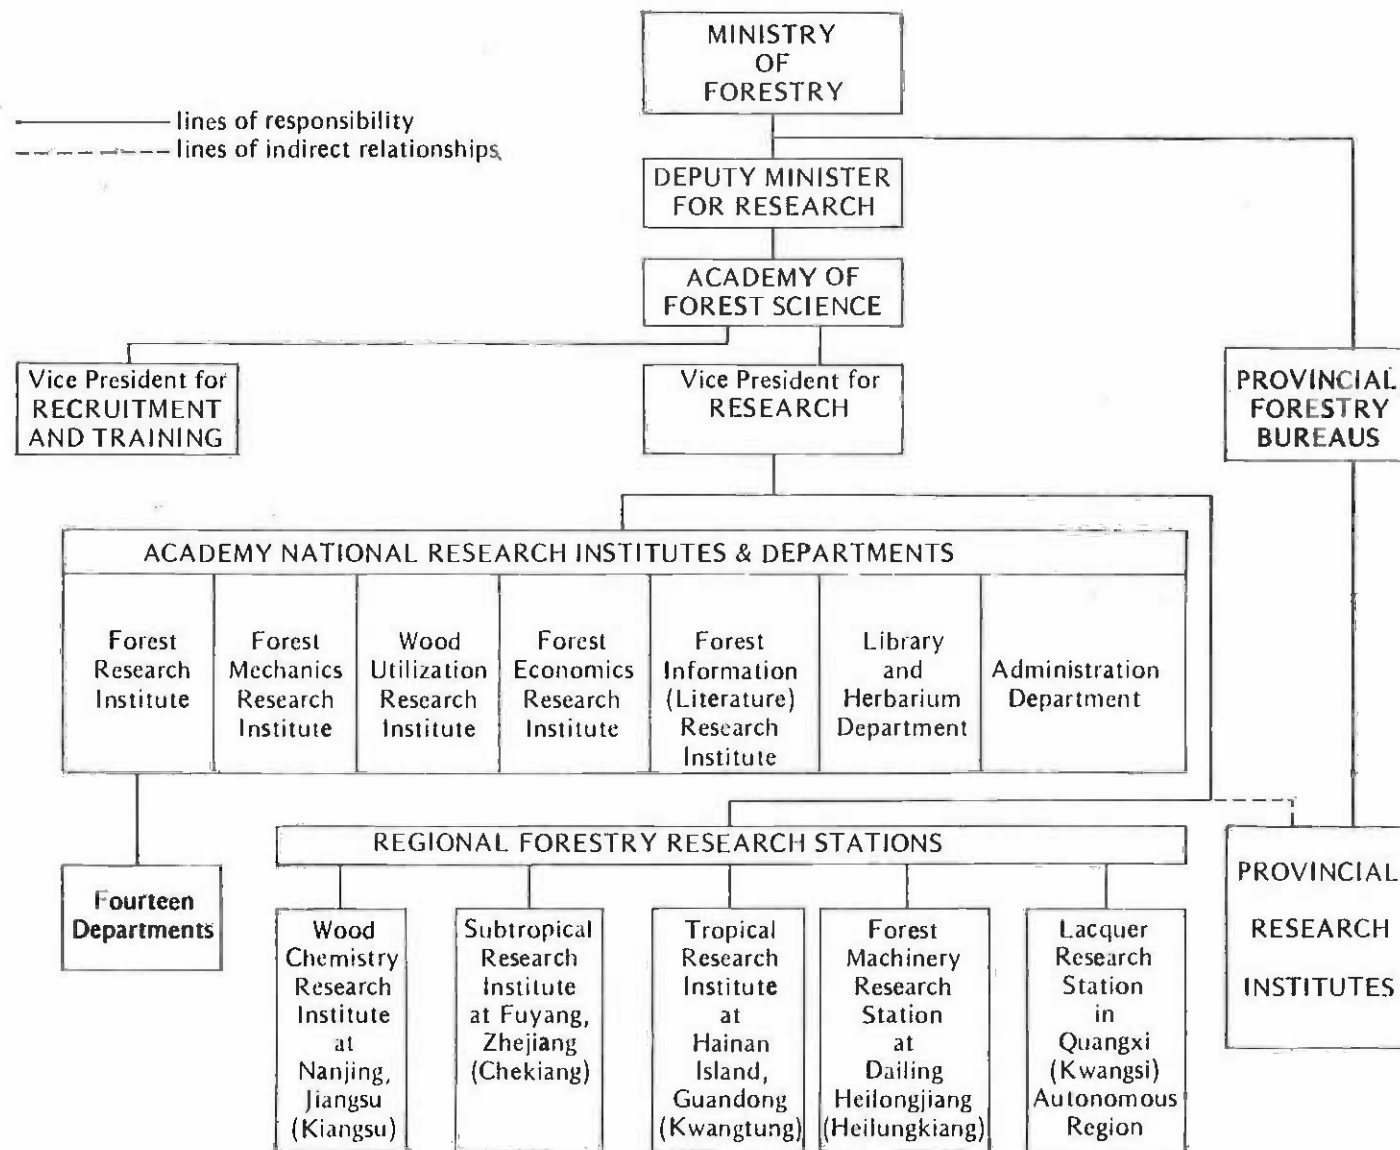 MINISTRY
OF
FORESTRY
lines of responsibility
lines of indirect relationships
DEPUTY MINISTER
FOR RESEARCH
ACADEMY OF
FOREST SCIENCE
Vice President for
RECRUITMENT
AND TRAINING
Vice President for
RESEARCH
PROVINCIAL
FORESTRY
BUREAUS
ACADEMY NATIONAL RESEARCH INSTITUTES & DEPARTMENTS
Forest
Research
Institute
Forest
Mechanics
Research
Institute
Wood
Utilization
Research
Institute
Forest
Economics
Research
Institute
Forest
Information
(Literature)
Research
Institute
Library
and
Herbarium
Department
Administration
Department
Fourteen
Departments
REGIONAL FORESTRY RESEARCH STATIONS
Wood
Chemistry
Research
Institute
at
Nanjing,
Jiangsu
(Kiangsu)
Subtropical
Research
Institute
at Fuyang,
Zhejiang
(Chekiang)
Tropical
Research
Institute
at
Hainan
Island,
Guandong
(Kwangtung)
Forest
Machinery
Research
Station
at
Dailing
Heilongjiang
(Heilungkiang)
Lacquer
Research
Station
in
Quangxi
(Kwangsi)
Autonomous
Region
PROVINCIAL
RESEARCH
INSTITUTES